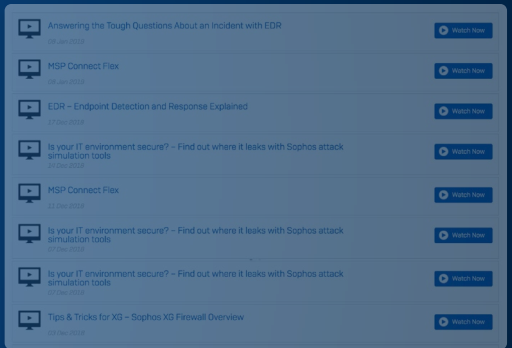 Answering the Tough Questions About an Incident with EDR
Watch Now
MSP Connect Flex
Watch Now
EDR – Endpoint Detection and Response Explained
Watch Now
Is your IT environment secure? – Find out where it leaks with Sophos attack
simulation tools
Watch Now
MSP Connect Flex
Watch Now
Is your IT environment secure? – Find out where it leaks with Sophos attack
simulation tools
Watch Now
Is your IT environment secure? – Find out where it leaks with Sophos attack
simulation tools
Watch Now
Tips & Tricks for XG – Sophos XG Firewall Overview
Watch Now